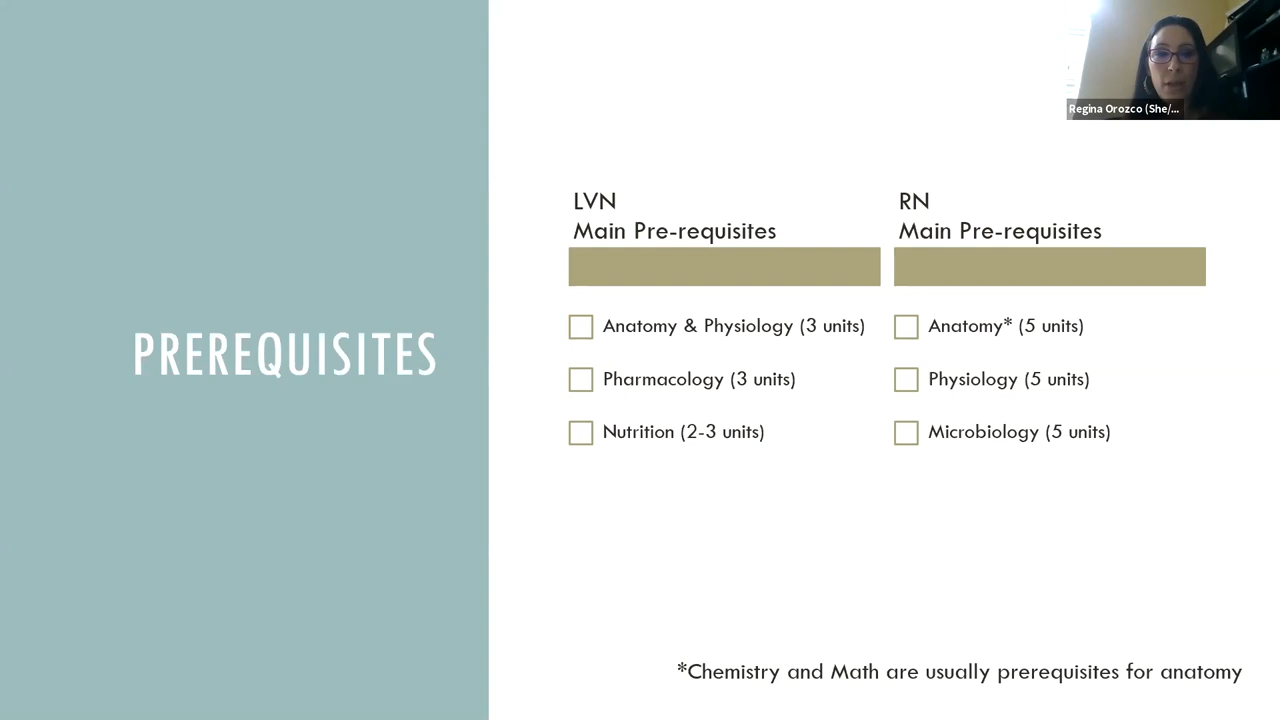 Regina Orozco (She/...
PREREQUISITES
LVN
Main Pre-requisites
Anatomy & Physiology (3 units)
Pharmacology (3 units)
Nutrition (2-3 units)
RN
Main Pre-requisites
Anatomy* (5 units)
Physiology (5 units)
Microbiology (5 units)
*Chemistry and Math are usually prerequisites for anatomy